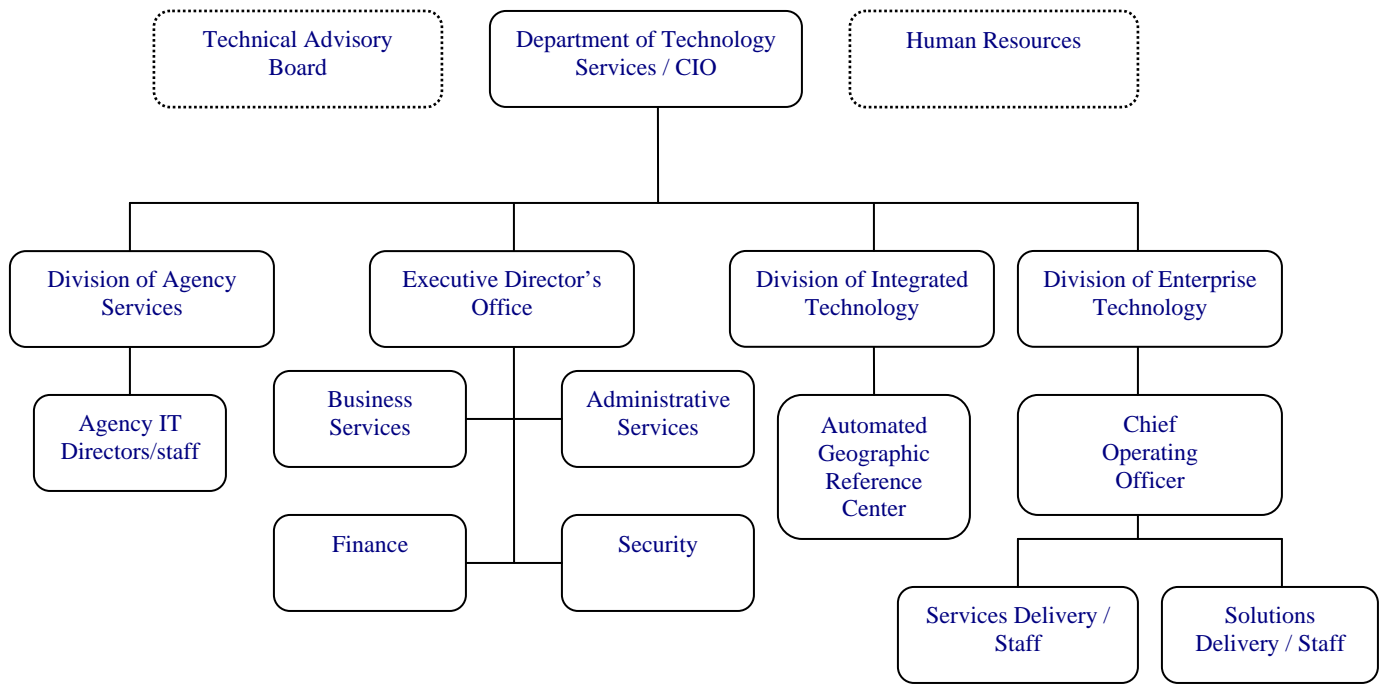 Technical Advisory
Board
Department of Technology
Services / CIO
Human Resources
Division of Agency
Services
Executive Director’s
Office
Division of Integrated
Technology
Division of Enterprise
Technology
Agency IT
Directors/staff
Business
Services
Administrative
Services
Automated
Geographic
Reference
Center
Chief
Operating
Officer
Finance
Security
Services Delivery /
Staff
Solutions
Delivery / Staff